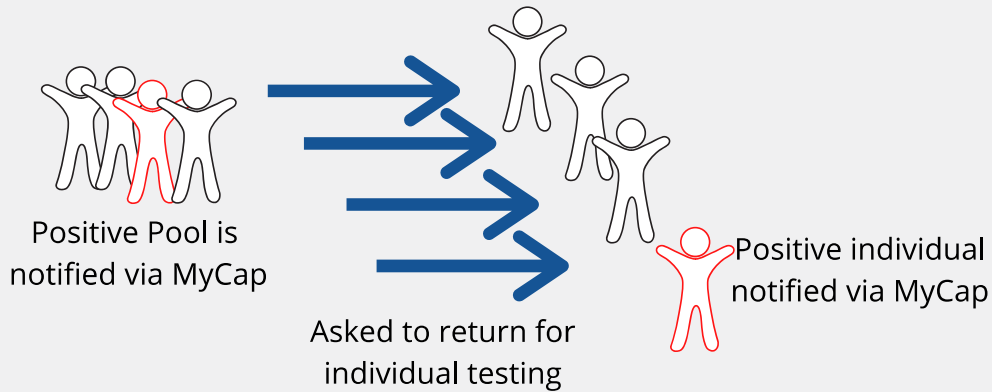 Positive Pool is
notified via MyCap
Asked to return for
individual testing
Positive individual
notified via MyCap